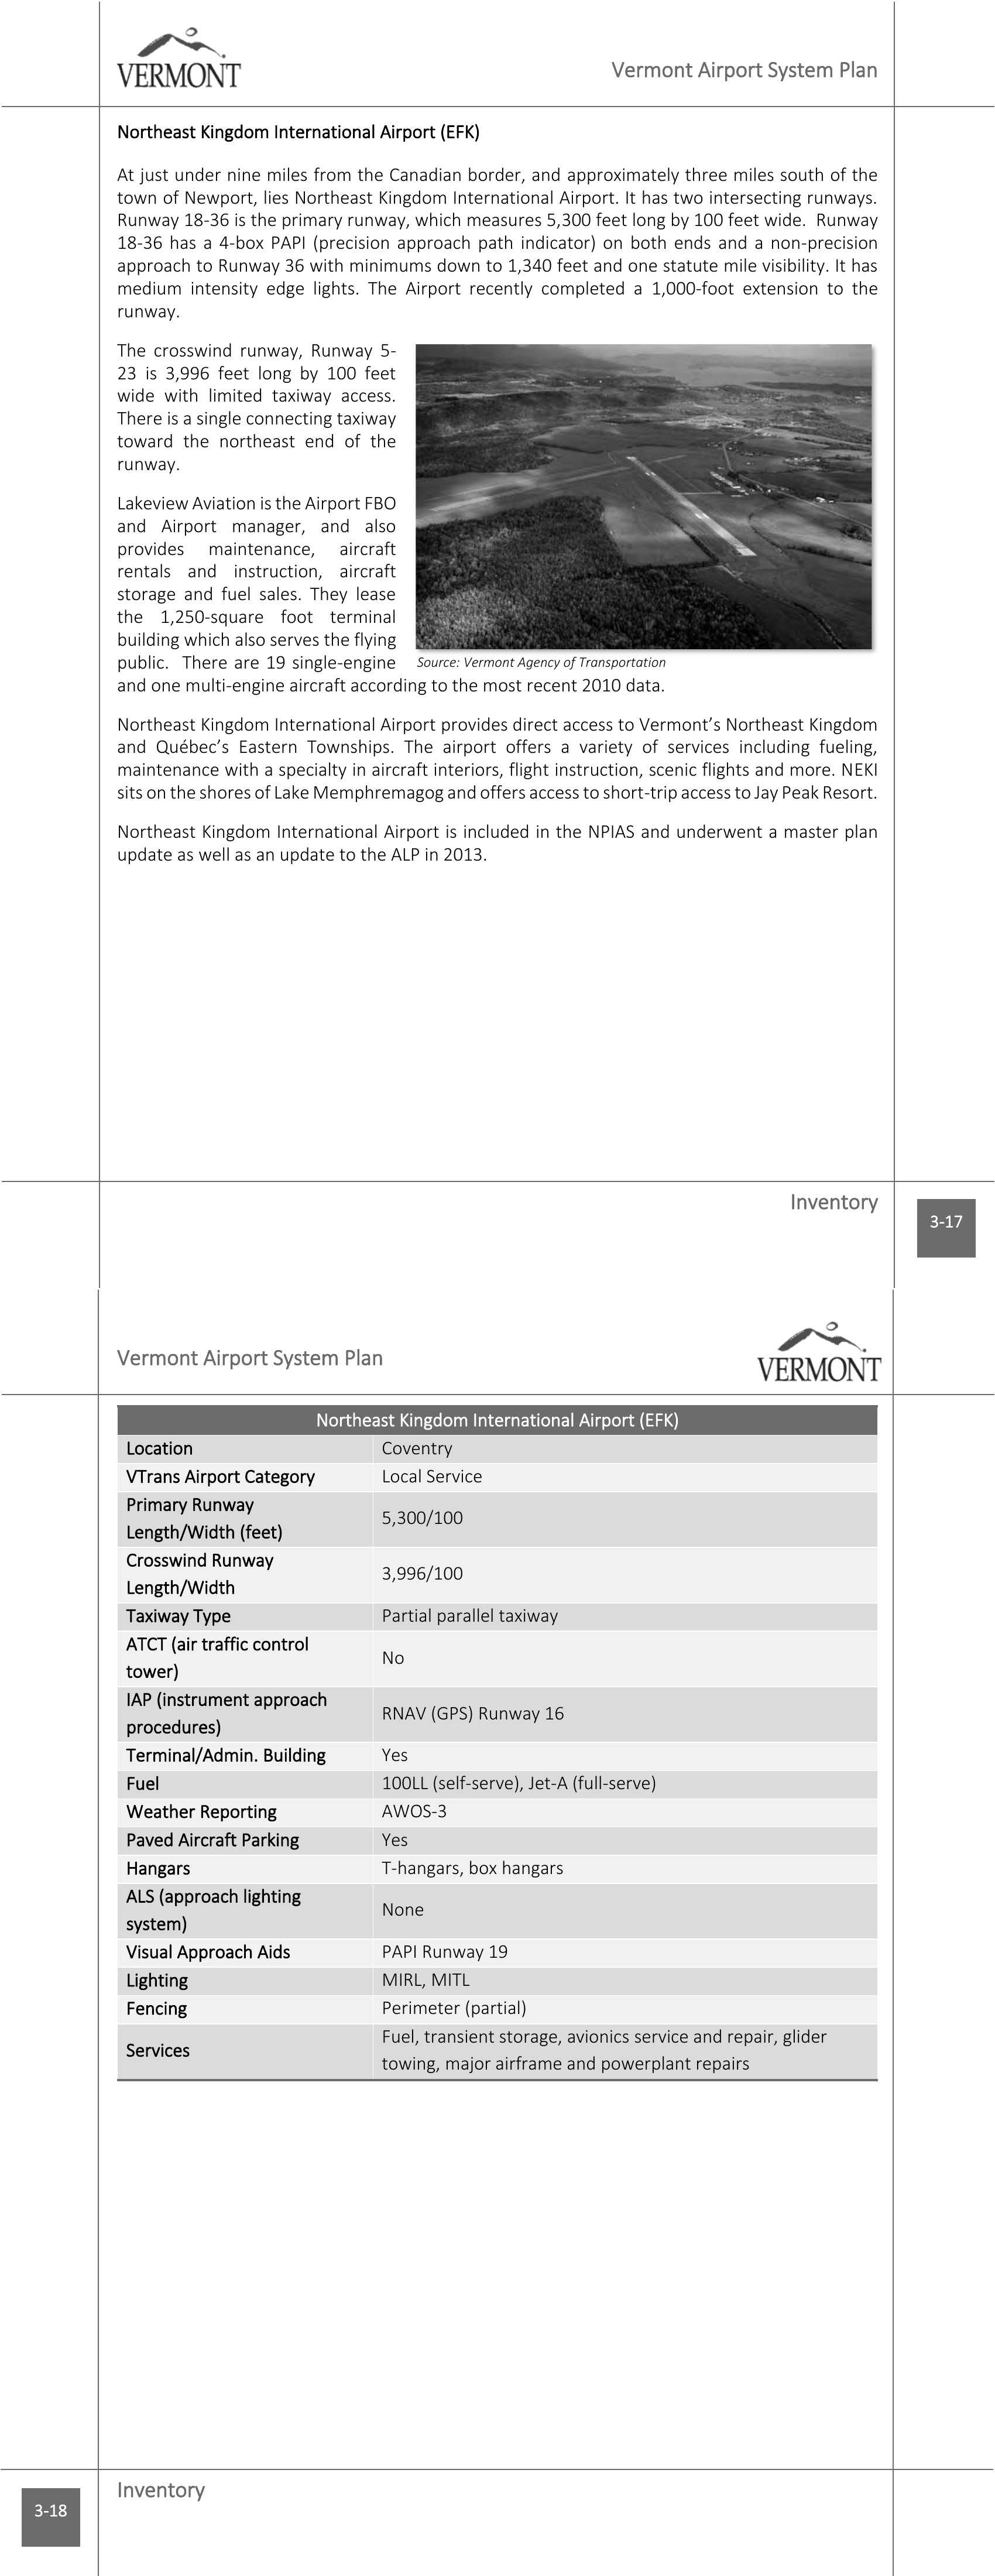 VERMONT
Vermont Airport System Plan
Northeast Kingdom International Airport (EFK)
At just under nine miles from the Canadian border, and approximately three miles south of the
town of Newport, lies Northeast Kingdom International Airport. It has two intersecting runways.
Runway 18-36 is the primary runway, which measures 5,300 feet long by 100 feet wide. Runway
18-36 has a 4-box PAPI (precision approach path indicator) on both ends and a non-precision
approach to Runway 36 with minimums down to 1,340 feet and one statute mile visibility. It has
medium intensity edge lights. The Airport recently completed a 1,000-foot extension to the
runway.
The crosswind runway, Runway 5-
23 is 3,996 feet long by 100 feet
wide with limited taxiway access.
There is a single connecting taxiway
toward the northeast end of the
runway.
Lakeview Aviation is the Airport FBO
and Airport manager, and also
provides maintenance, aircraft
rentals and instruction, aircraft
storage and fuel sales. They lease
the 1,250-square foot terminal
building which also serves the flying
public. There are 19 single-engine
Source: Vermont Agency of Transportation
and one multi-engine aircraft according to the most recent 2010 data.
Northeast Kingdom International Airport provides direct access to Vermont’s Northeast Kingdom
and Québec’s Eastern Townships. The airport offers a variety of services including fueling,
maintenance with a specialty in aircraft interiors, flight instruction, scenic flights and more. NEKI
sits on the shores of Lake Memphremagog and offers access to short-trip access to Jay Peak Resort.
Northeast Kingdom International Airport is included in the NPIAS and underwent a master plan
update as well as an update to the ALP in 2013.
Inventory
3-17
Vermont Airport System Plan
VERMONT
Northeast Kingdom International Airport (EFK)
Location Coventry
VTrans Airport Category Local Service
Primary Runway
Length/Width (feet) 5,300/100
Crosswind Runway
Length/Width 3,996/100
Taxiway Type Partial parallel taxiway
ATCT (air traffic control
tower) No
IAP (instrument approach
procedures) RNAV (GPS) Runway 16
Terminal/Admin. Building Yes
Fuel 100LL (self-serve), Jet-A (full-serve)
Weather Reporting AWOS-3
Paved Aircraft Parking Yes
Hangars T-hangars, box hangars
ALS (approach lighting
system) None
Visual Approach Aids PAPI Runway 19
Lighting MIRL, MITL
Fencing Perimeter (partial)
Services Fuel, transient storage, avionics service and repair, glider
towing, major airframe and powerplant repairs
Inventory
3-18